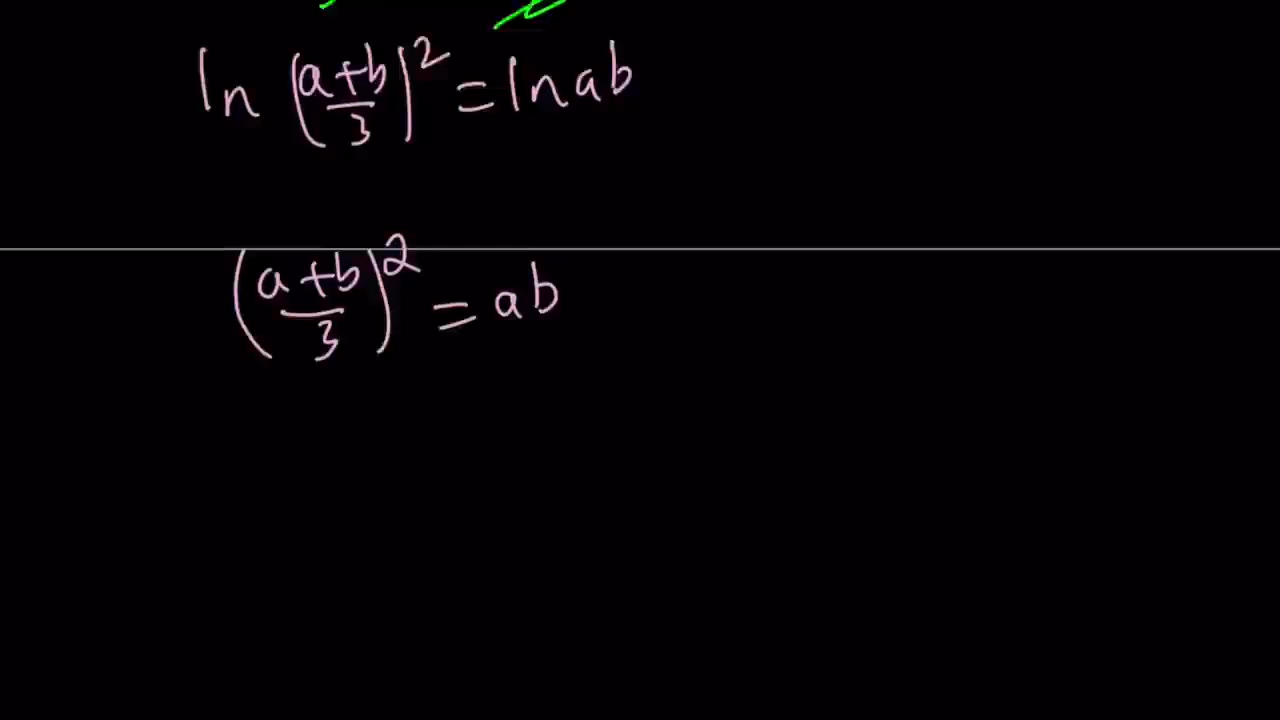 ln (a+b/3)² = ln ab
(a+b/3)² = ab